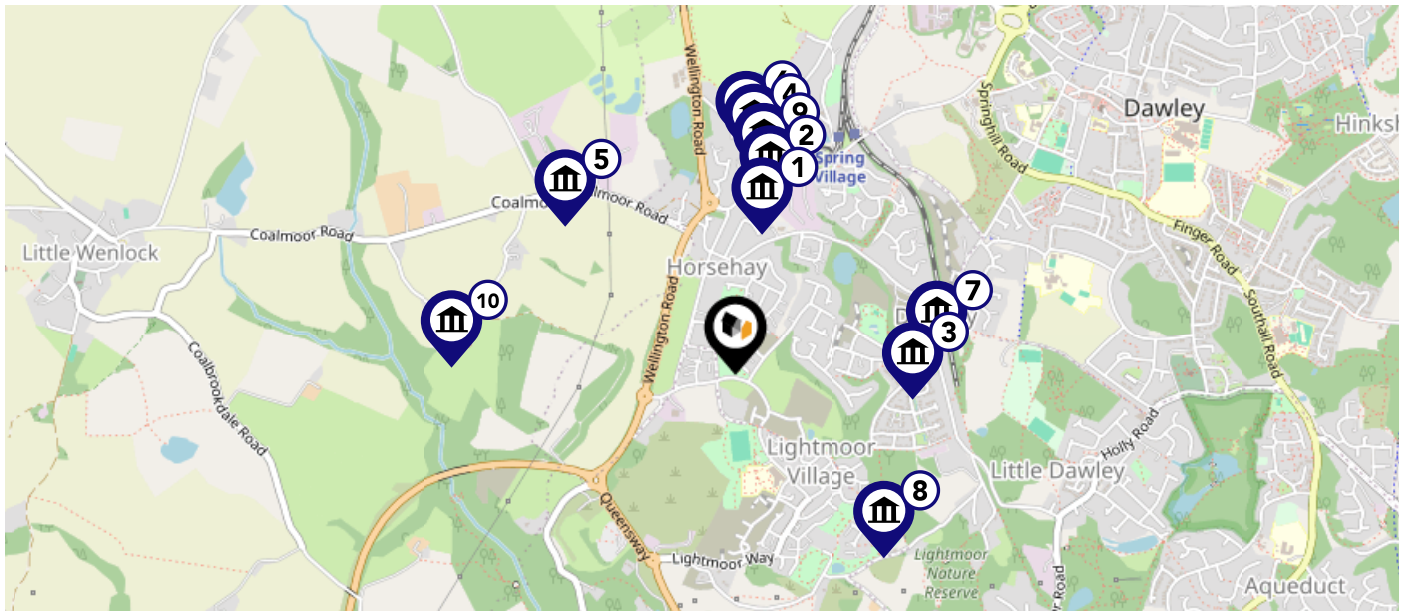 Wellington Road
Springhill Road
Dawley
4
9
2
1
5
Spring
Village
Coalmoor Road
Coalmoor Road
Little Wenlock
Finger Road
Horsehay
Wellington Road
10
7
3
Southall Road
Coalbrookdale Road
Holly Road
Lightmoor
Village
Little Dawley
8
Queensway
Lightmoor Way
Lightmoor
Nature
Reserve
Aqueduct